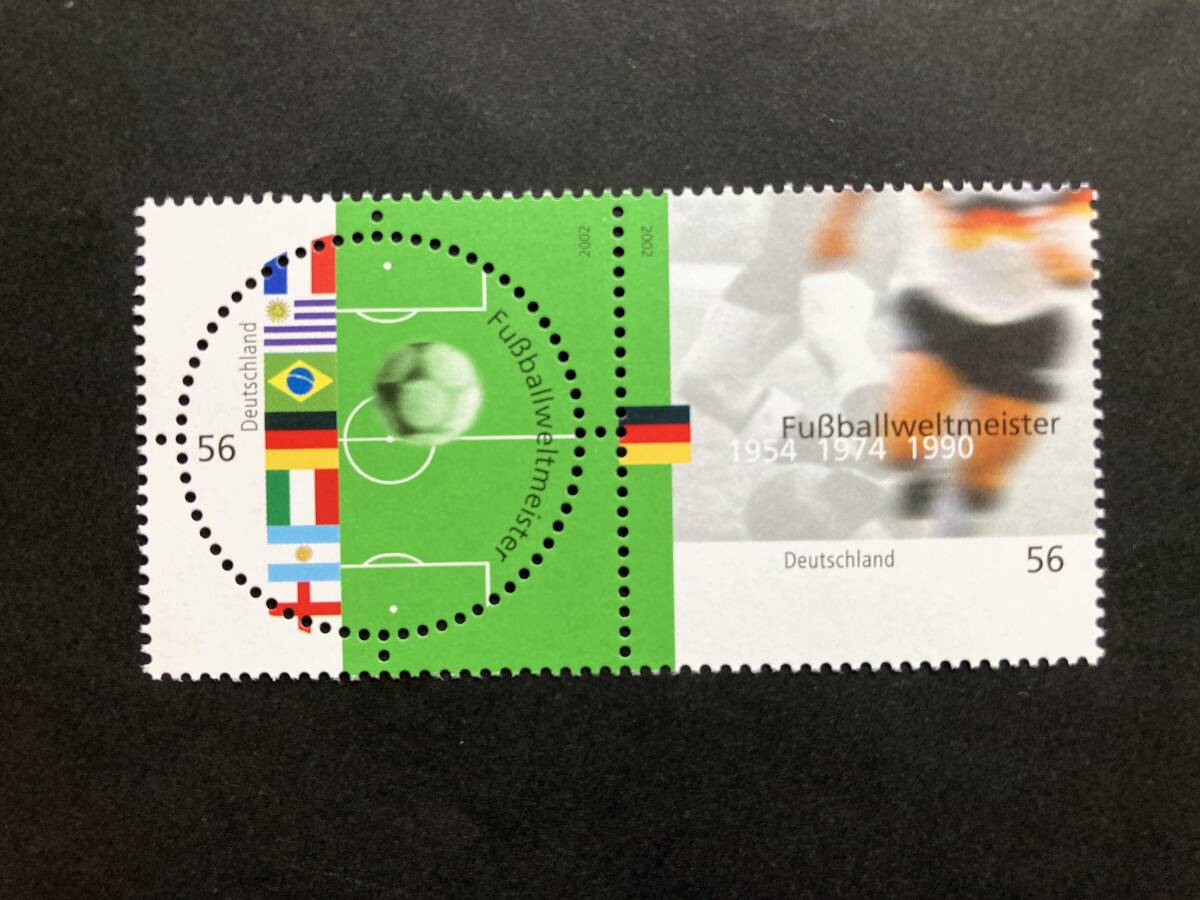 Deutschland
56
Fußballweltmeister
2002
2002
Fußballweltmeister
1954 1974 1990
Deutschland
56